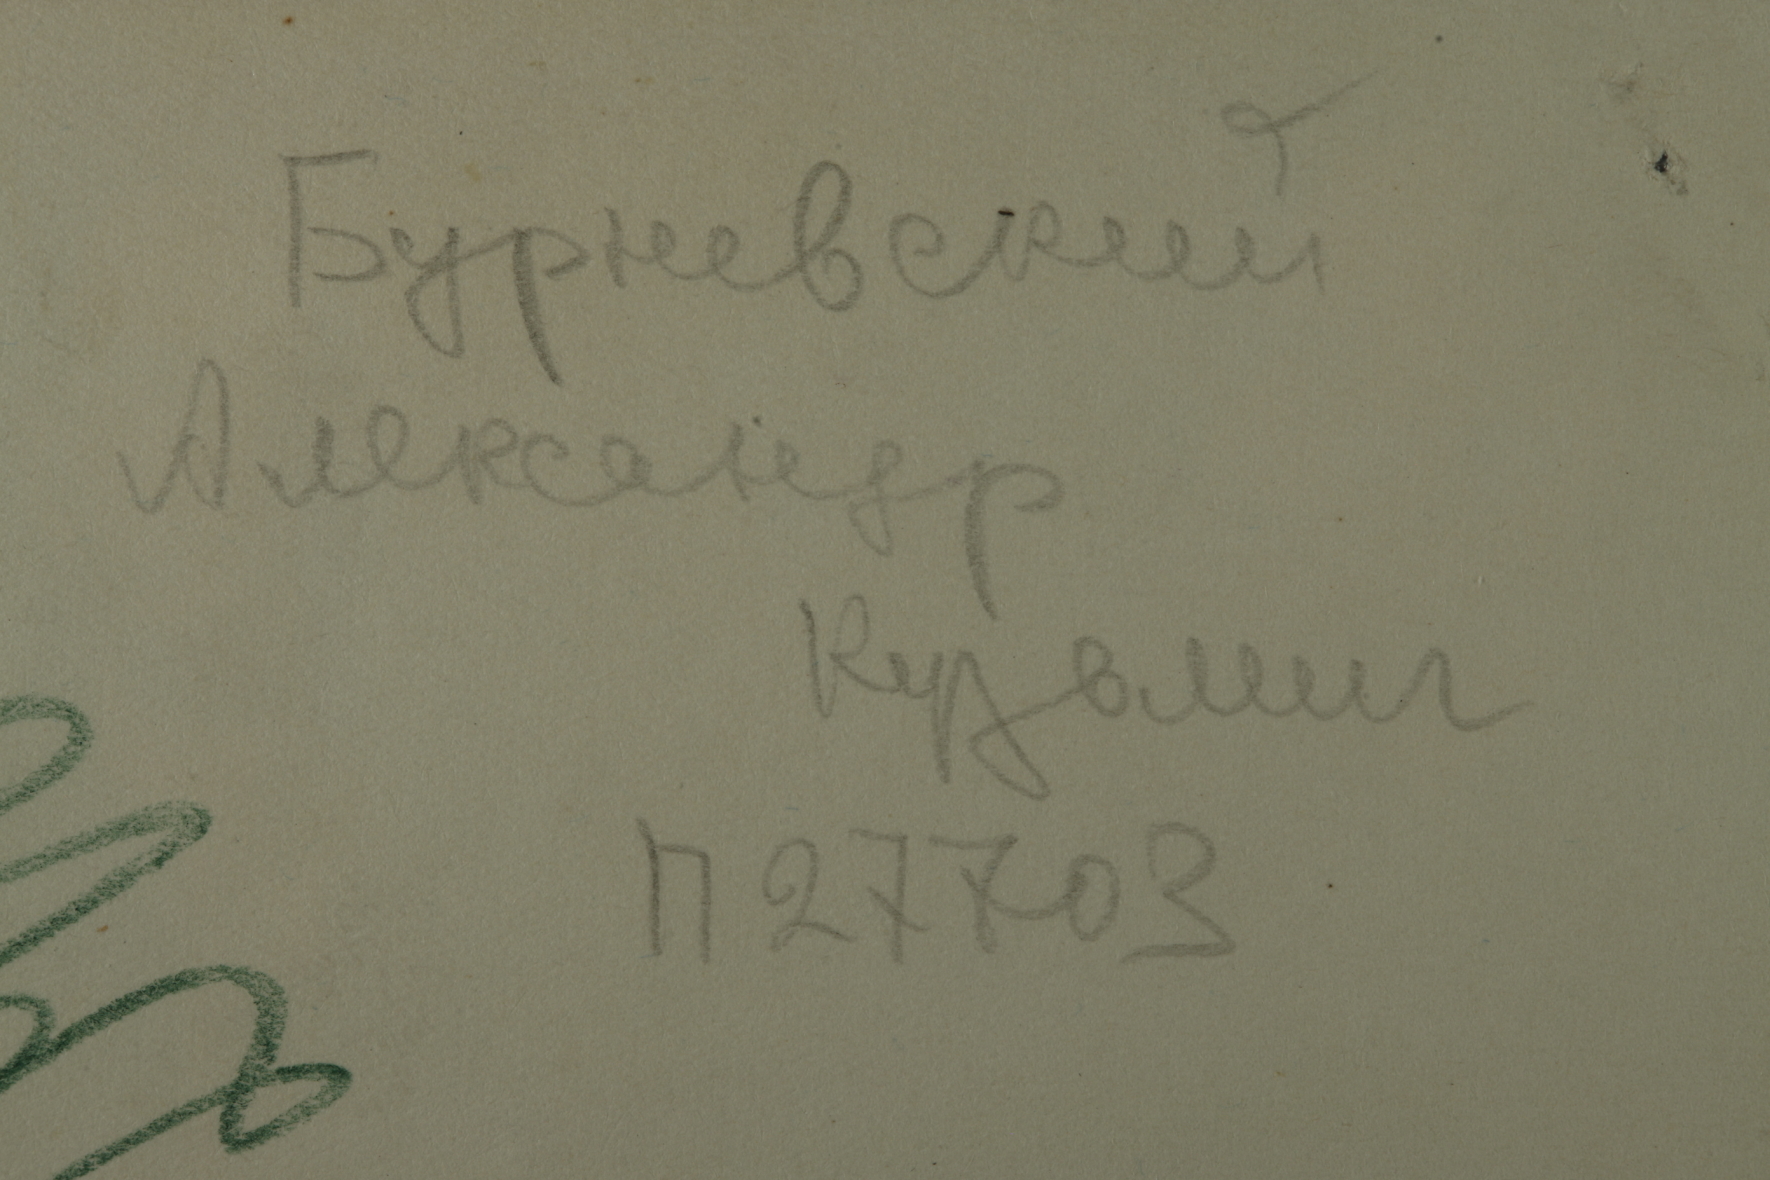 Бурневский
Александр
Кузьмич
П27703